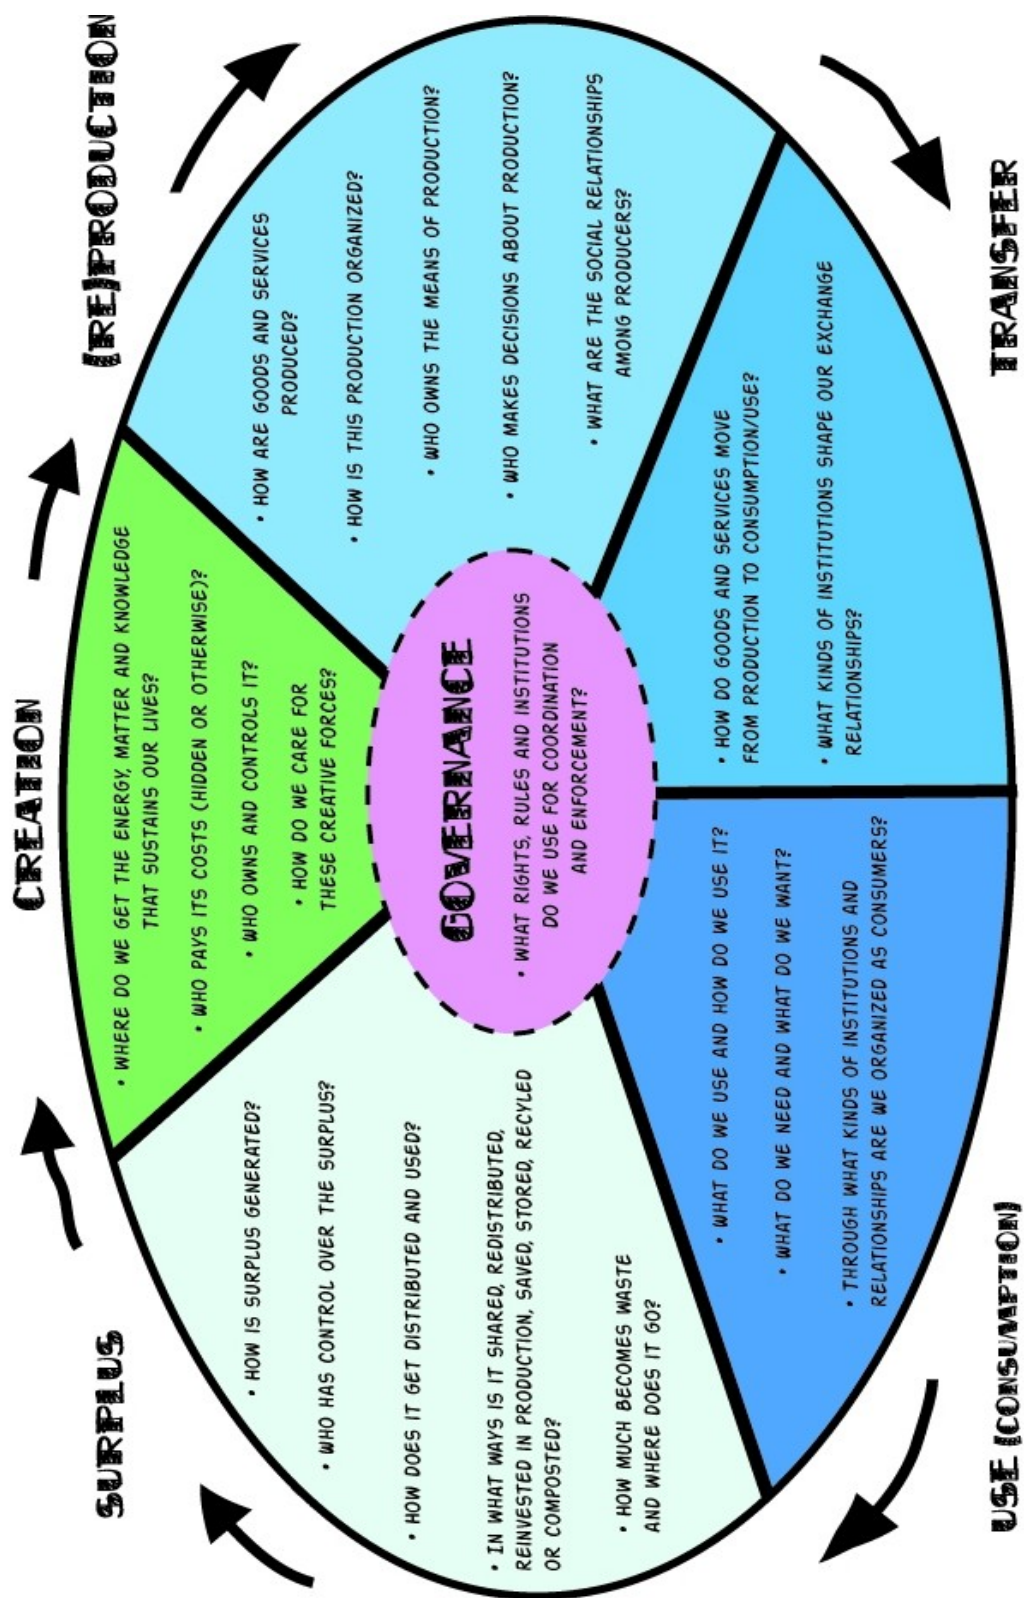 CREATION
• WHERE DO WE GET THE ENERGY, MATTER AND KNOWLEDGE
THAT SUSTAINS OUR LIVES?
• WHO PAYS ITS COSTS (HIDDEN OR OTHERWISE)?
• WHO OWNS AND CONTROLS IT?
• HOW DO WE CARE FOR
THESE CREATIVE FORCES?
(RE)PRODUCTION
• HOW ARE GOODS AND SERVICES
PRODUCED?
• HOW IS THIS PRODUCTION ORGANIZED?
• WHO OWNS THE MEANS OF PRODUCTION?
• WHO MAKES DECISIONS ABOUT PRODUCTION?
• WHAT ARE THE SOCIAL RELATIONSHIPS
AMONG PRODUCERS?
TRANSFER
• HOW DO GOODS AND SERVICES MOVE
FROM PRODUCTION TO CONSUMPTION/USE?
• WHAT KINDS OF INSTITUTIONS SHAPE OUR EXCHANGE
RELATIONSHIPS?
USE (CONSUMPTION)
• WHAT DO WE USE AND HOW DO WE USE IT?
• WHAT DO WE NEED AND WHAT DO WE WANT?
• THROUGH WHAT KINDS OF INSTITUTIONS AND
RELATIONSHIPS ARE WE ORGANIZED AS CONSUMERS?
SURPLUS
• HOW IS SURPLUS GENERATED?
• WHO HAS CONTROL OVER THE SURPLUS?
• HOW DOES IT GET DISTRIBUTED AND USED?
• IN WHAT WAYS IS IT SHARED, REDISTRIBUTED,
REINVESTED IN PRODUCTION, SAVED, STORED, RECYLED
OR COMPOSTED?
• HOW MUCH BECOMES WASTE
AND WHERE DOES IT GO?
GOVERNANCE
• WHAT RIGHTS, RULES AND INSTITUTIONS
DO WE USE FOR COORDINATION
AND ENFORCEMENT?